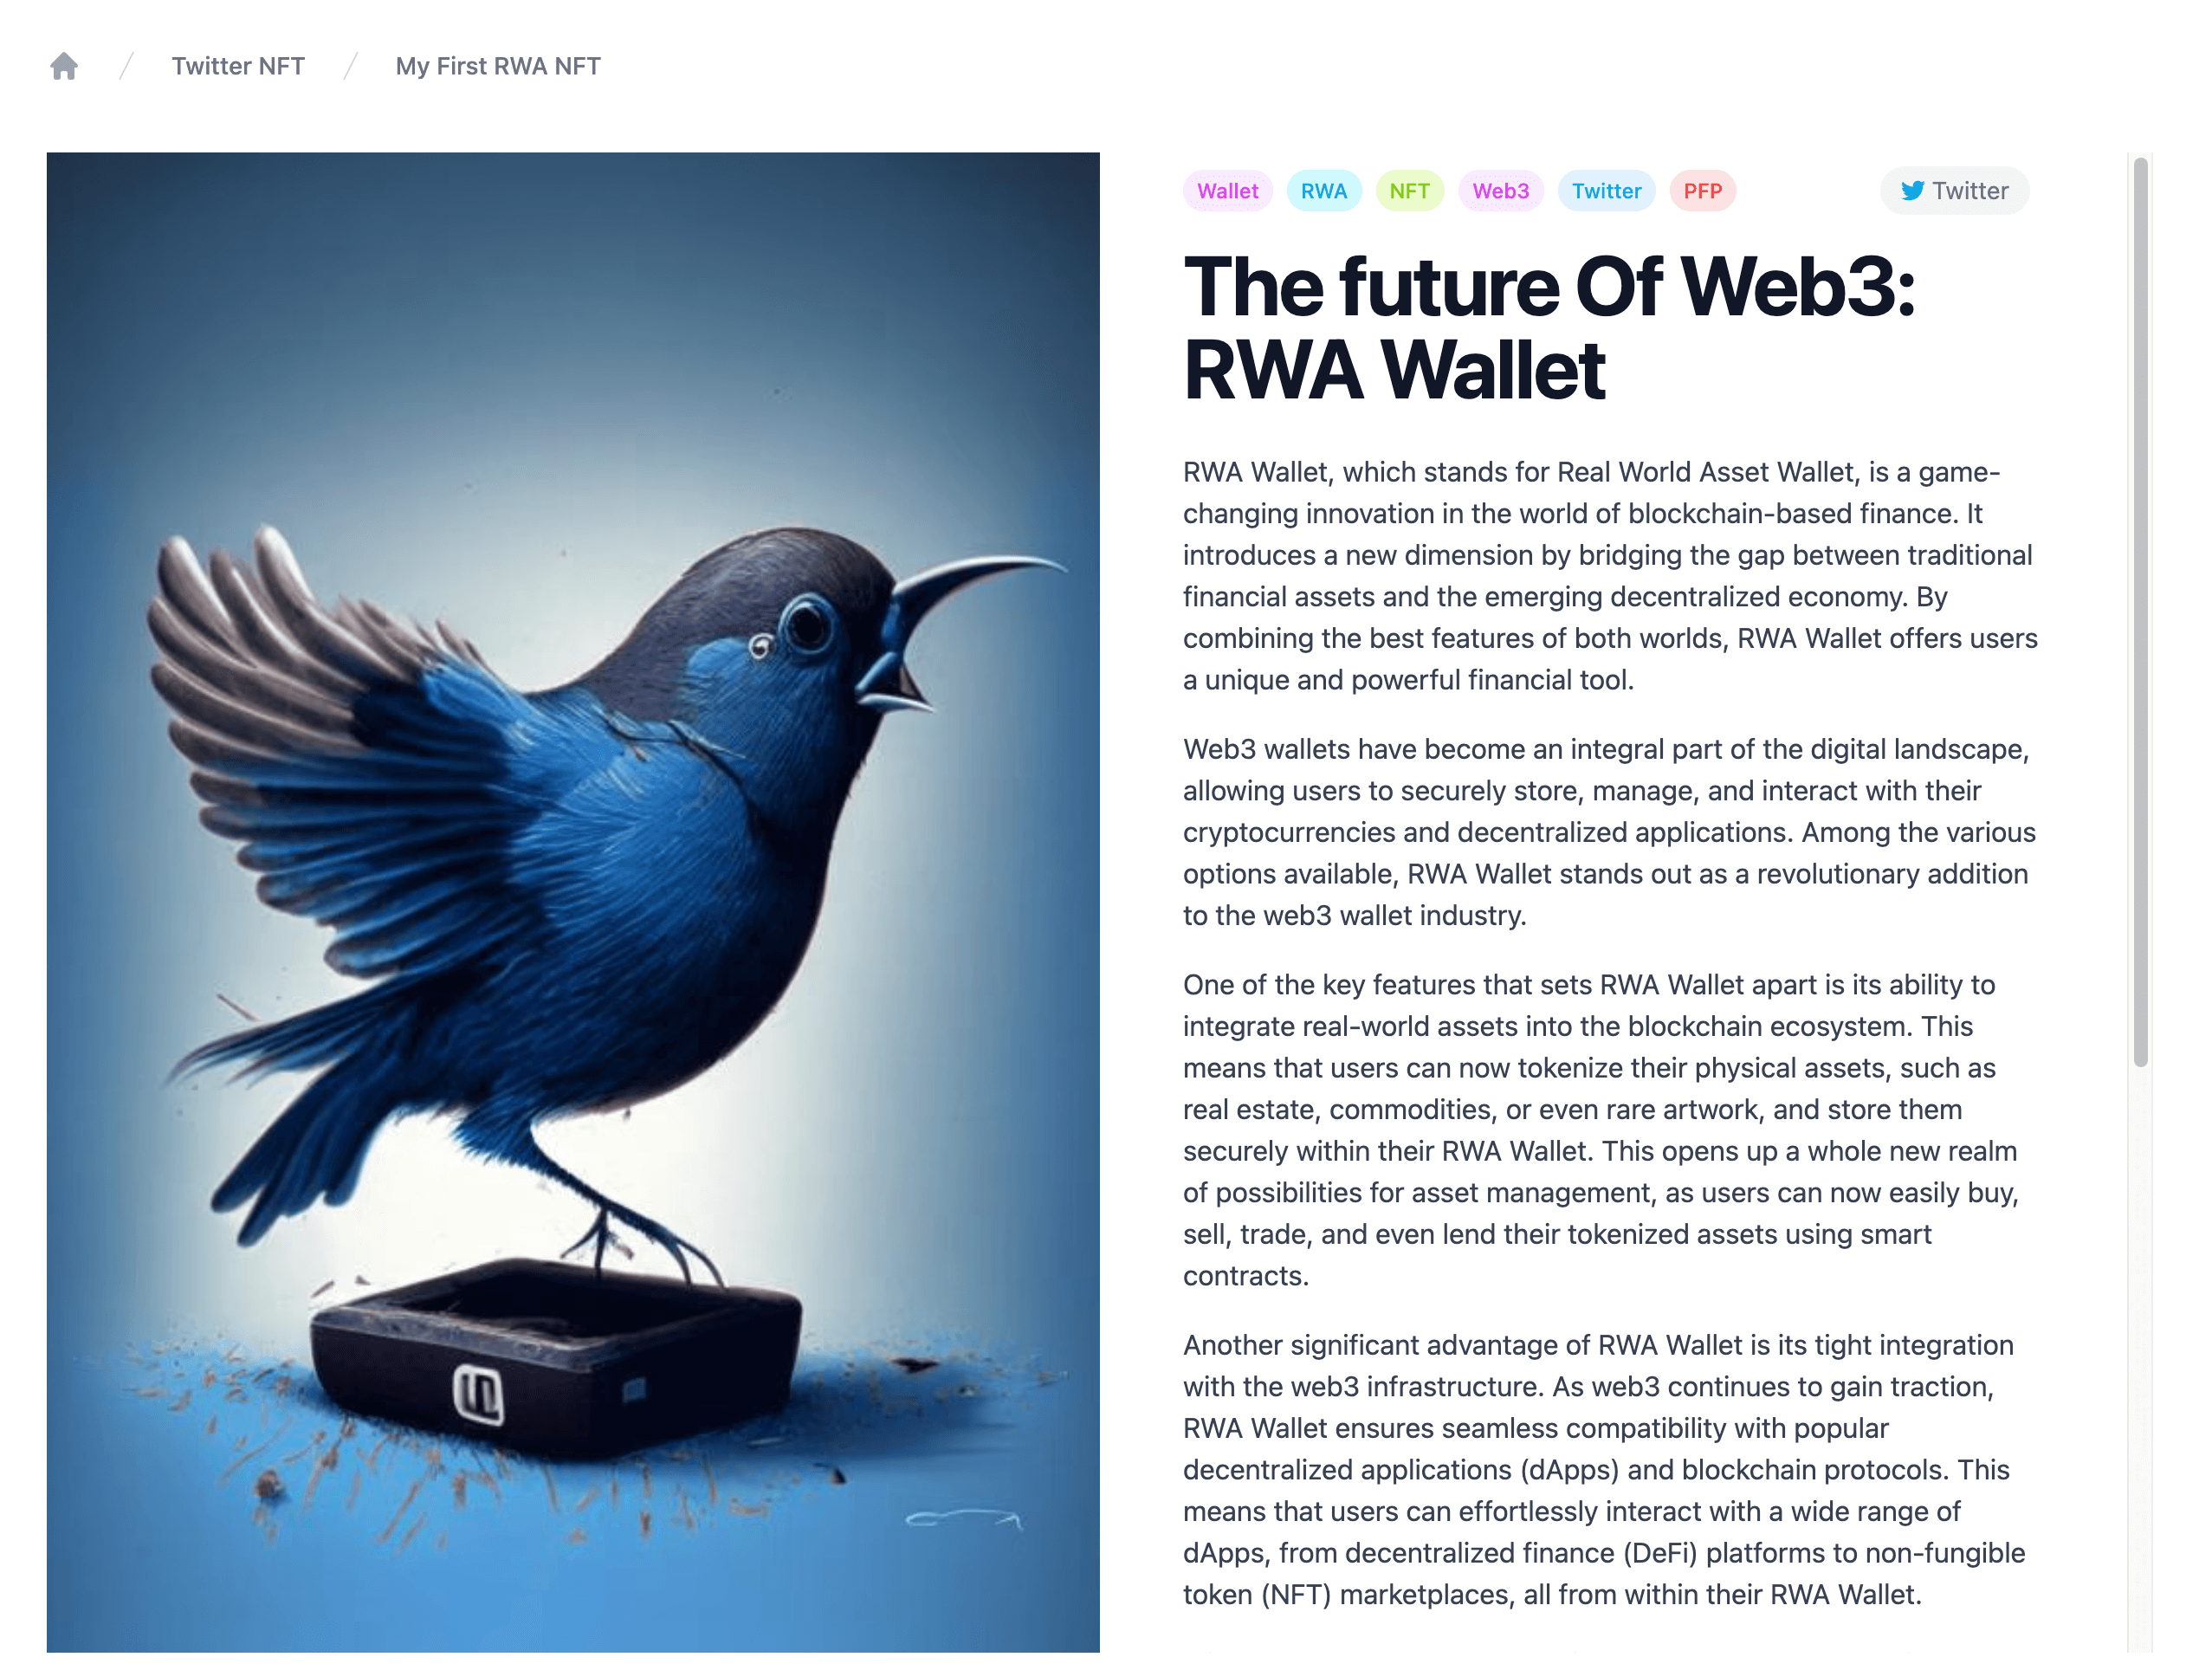 Twitter NFT
My First RWA NFT
Wallet RWA NFT Web3 Twitter PFP
Twitter
The future Of Web3:
RWA Wallet
RWA Wallet, which stands for Real World Asset Wallet, is a game-
changing innovation in the world of blockchain-based finance. It
introduces a new dimension by bridging the gap between traditional
financial assets and the emerging decentralized economy. By
combining the best features of both worlds, RWA Wallet offers users
a unique and powerful financial tool.
Web3 wallets have become an integral part of the digital landscape,
allowing users to securely store, manage, and interact with their
cryptocurrencies and decentralized applications. Among the various
options available, RWA Wallet stands out as a revolutionary addition
to the web3 wallet industry.
One of the key features that sets RWA Wallet apart is its ability to
integrate real-world assets into the blockchain ecosystem. This
means that users can now tokenize their physical assets, such as
real estate, commodities, or even rare artwork, and store them
securely within their RWA Wallet. This opens up a whole new realm
of possibilities for asset management, as users can now easily buy,
sell, trade, and even lend their tokenized assets using smart
contracts.
Another significant advantage of RWA Wallet is its tight integration
with the web3 infrastructure. As web3 continues to gain traction,
RWA Wallet ensures seamless compatibility with popular
decentralized applications (dApps) and blockchain protocols. This
means that users can effortlessly interact with a wide range of
dApps, from decentralized finance (DeFi) platforms to non-fungible
token (NFT) marketplaces, all from within their RWA Wallet.